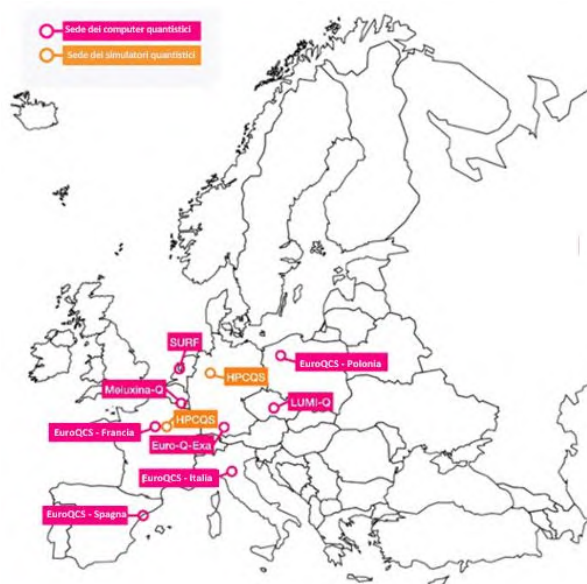 Sede dei computer quantistici
Sede dei simulatori quantistici
SURF
EuroQCS - Polonia
HPCQS
Meluxina-Q
LUMI-Q
HPCQS
EuroQCS - Francia
Euro-Q-Exa
EuroQCS - Italia
EuroQCS - Spagna